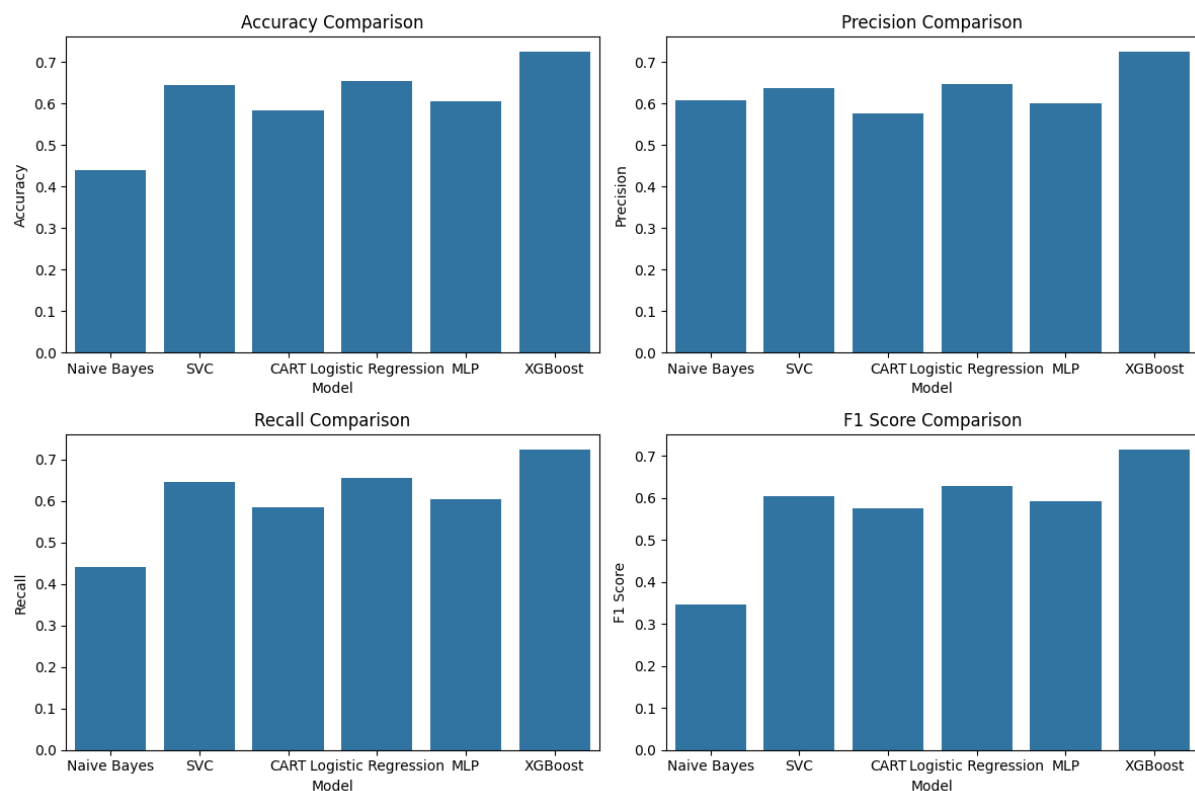 Accuracy Comparison
0.7
0.6
0.5
0.4
0.3
0.2
0.1
0.0
Accuracy
Naive Bayes SVC CART Logistic Regression MLP XGBoost
Model
Precision Comparison
0.7
0.6
0.5
0.4
0.3
0.2
0.1
0.0
Precision
Naive Bayes SVC CART Logistic Regression MLP XGBoost
Model
Recall Comparison
0.7
0.6
0.5
0.4
0.3
0.2
0.1
0.0
Recall
Naive Bayes SVC CART Logistic Regression MLP XGBoost
Model
F1 Score Comparison
0.7
0.6
0.5
0.4
0.3
0.2
0.1
0.0
F1 Score
Naive Bayes SVC CART Logistic Regression MLP XGBoost
Model